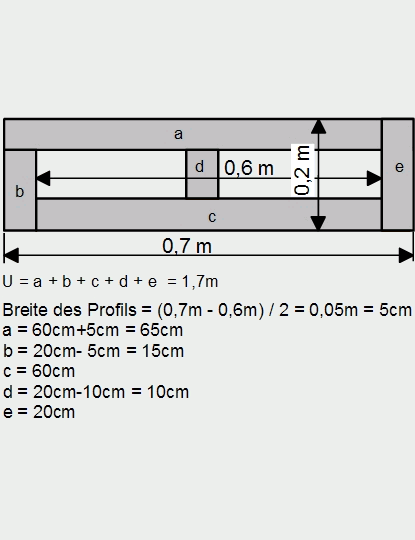 a
b
d
0,6 m
0,2 m
e
c
0,7 m
U = a + b + c + d + e = 1,7m
Breite des Profils = (0,7m - 0,6m) / 2 = 0,05m = 5cm
a = 60cm+5cm = 65cm
b = 20cm- 5cm = 15cm
c = 60cm
d = 20cm-10cm = 10cm
e = 20cm